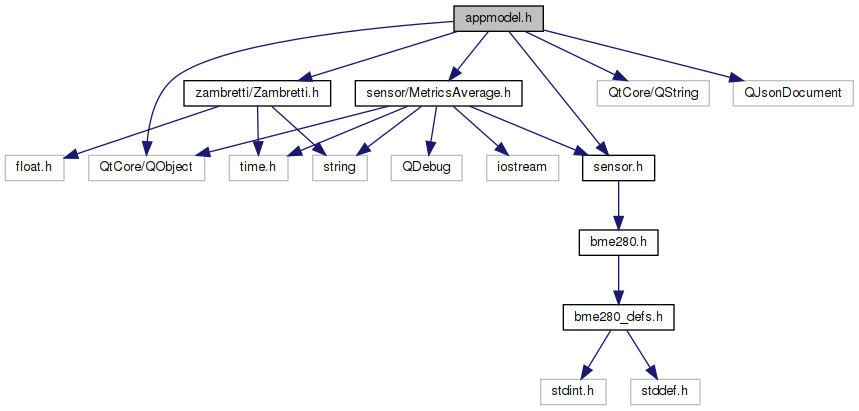 appmodel.h
zambretti/Zambretti.h
sensor/MetricsAverage.h
QtCore/QString
QJsonDocument
float.h
QtCore/QObject
time.h
string
QDebug
iostream
sensor.h
bme280.h
bme280_defs.h
stdint.h
stddef.h